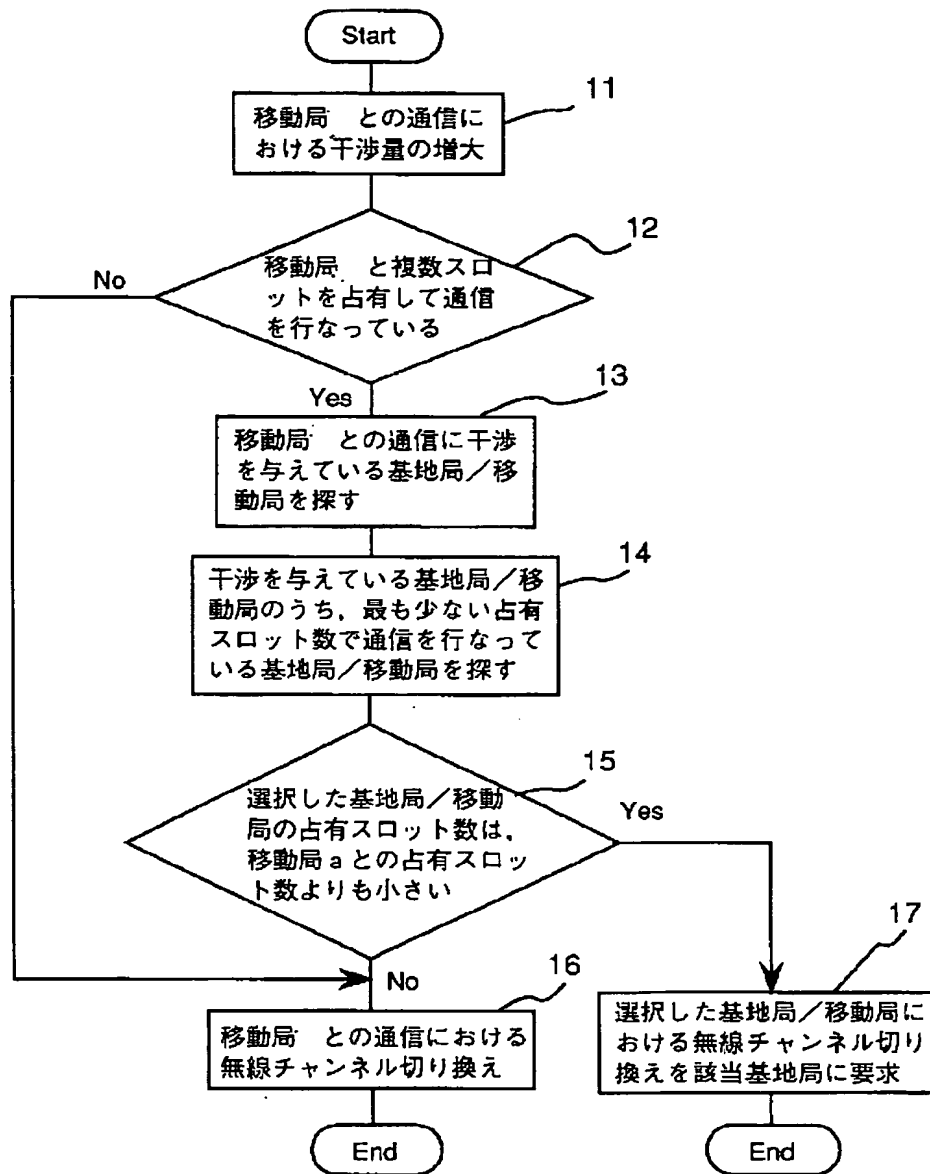 Start
11
移動局　との通信に
おける干渉量の増大
12
No
移動局　と複数スロ
ットを占有して通信
を行なっている
Yes
13
移動局　との通信に干渉
を与えている基地局／移
動局を探す
14
干渉を与えている基地局／移
動局のうち，最も少ない占有
スロット数で通信を行なって
いる基地局／移動局を探す
15
選択した基地局／移動
局の占有スロット数は，
移動局ａとの占有スロッ
ト数よりも小さい
Yes
No
16
移動局　との通信における
無線チャンネル切り換え
End
17
選択した基地局／移動局に
おける無線チャンネル切り
換えを該当基地局に要求
End